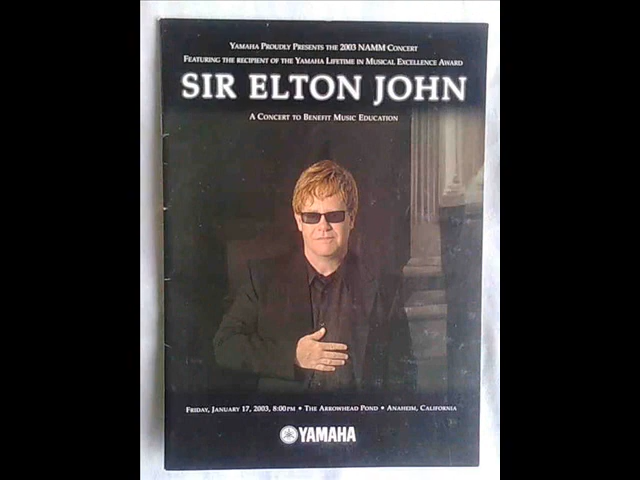 Yamaha Proudly Presents the 2003 NAMM Concert
Featuring the recipient of the Yamaha Lifetime in Musical Excellence Award
SIR ELTON JOHN
A Concert to Benefit Music Education
Friday, January 17, 2003, 8:00pm • The Arrowhead Pond • Anaheim, California
YAMAHA